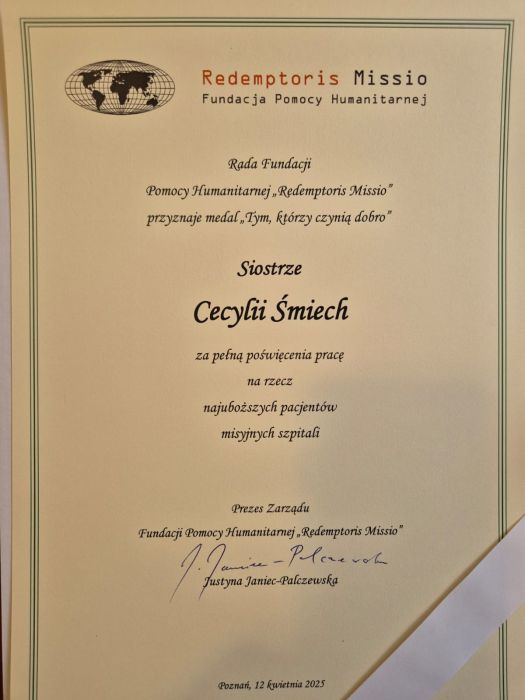 Redemptoris Missio
Fundacja Pomocy Humanitarnej
Rada Fundacji
Pomocy Humanitarnej „Redemptoris Missio”
przyznaje medal „Tym, którzy czynią dobro”
Siostrze
Cecylii Śmiech
za pełną poświęcenia pracę
na rzecz
najuboższych pacjentów
misyjnych szpitali
Prezes Zarządu
Fundacji Pomocy Humanitarnej „Redemptoris Missio”
J. Janiec-Palczewska
Justyna Janiec-Palczewska
Poznań, 12 kwietnia 2025